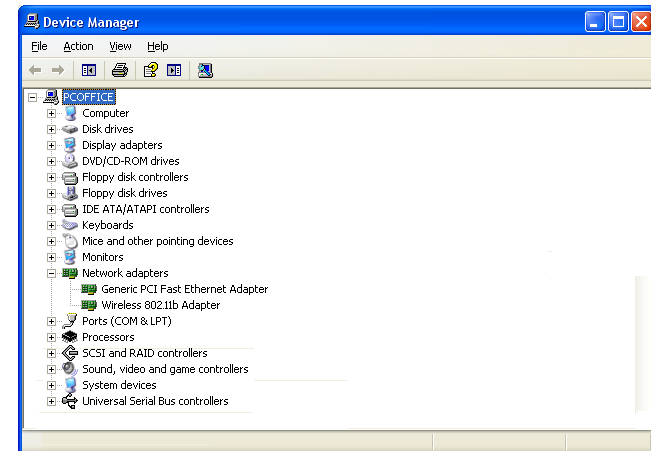 Device Manager
File Action View Help
PCOFFICE
Computer
Disk drives
Display adapters
DVD/CD-ROM drives
Floppy disk controllers
Floppy disk drives
IDE ATA/ATAPI controllers
Keyboards
Mice and other pointing devices
Monitors
Network adapters
Generic PCI Fast Ethernet Adapter
Wireless 802.11b Adapter
Ports (COM & LPT)
Processors
SCSI and RAID controllers
Sound, video and game controllers
System devices
Universal Serial Bus controllers